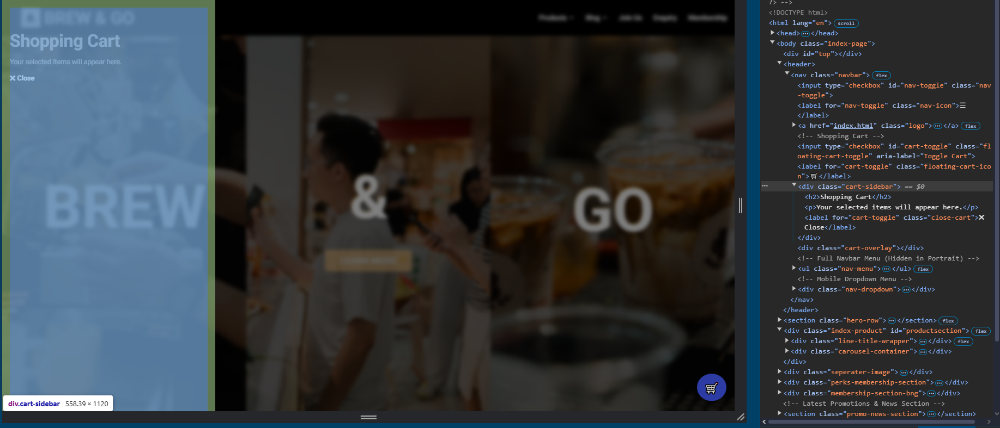 BREW & GO
Products
Blog
Join Us
Enquiry
Membership
Shopping Cart
Your selected items will appear here.
× Close
BREW
&
GO
div.cart-sidebar 558.39 × 1120
?> -->
<!DOCTYPE html>
<html lang="en"> scroll
<head> ⋯ </head>
<body class="index-page">
<div id="top"></div>
<header>
<nav class="navbar"> flex
<input type="checkbox" id="nav-toggle" class="nav
-toggle">
<label for="nav-toggle" class="nav-icon">☰
</label>
<a href="index.html" class="logo"> ⋯ </a> flex
<!-- Shopping Cart -->
<input type="checkbox" id="cart-toggle" class="fl
oating-cart-toggle" aria-label="Toggle Cart">
<label for="cart-toggle" class="floating-cart-ico
n">🛒</label>
<div class="cart-sidebar"> == $0
<h2>Shopping Cart</h2>
<p>Your selected items will appear here.</p>
<label for="cart-toggle" class="close-cart">×
Close</label>
</div>
<div class="cart-overlay"></div>
<!-- Full Navbar Menu (Hidden in Portrait) -->
<ul class="nav-menu"> ⋯ </ul> flex
<!-- Mobile Dropdown Menu -->
<div class="nav-dropdown"> ⋯ </div>
</nav>
</header>
<section class="hero-row"> ⋯ </section> flex
<div class="index-product" id="productsection"> flex
<div class="line-title-wrapper"> ⋯ </div> flex
<div class="carousel-container"> ⋯ </div>
</div>
<div class="seperater-image"> ⋯ </div>
<div class="perks-membership-section"> ⋯ </div>
<div class="membership-section-bng"> ⋯ </div>
<!-- Latest Promotions & News Section -->
<section class="promo-news-section"> ⋯ </section>